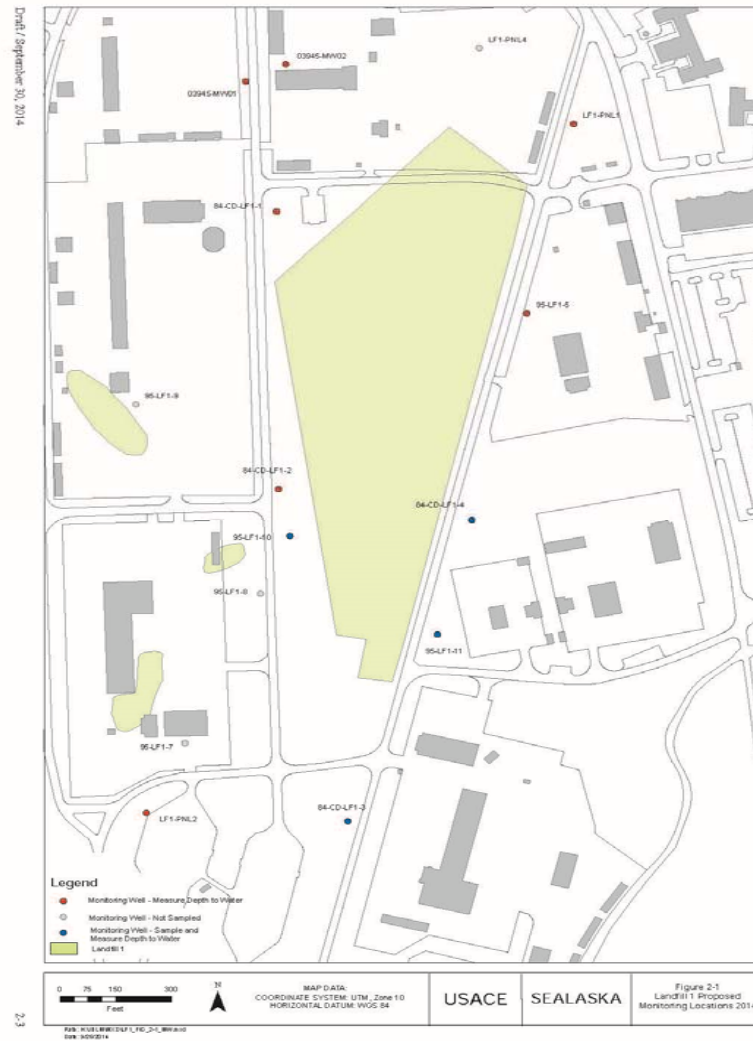 Draft / September 30, 2014
LF1-PNL4
0394S-MW02
0394S-MW01
LF1-PNL1
84-CD-LF1-1
95-LF1-5
95-LF1-9
84-CD-LF1-2
84-CD-LF1-4
95-LF1-10
95-LF1-8
95-LF1-11
95-LF1-7
LF1-PNL2
84-CD-LF1-3
Legend
Monitoring Well - Measure Depth to Water
Monitoring Well - Not Sampled
Monitoring Well - Sample and
Measure Depth to Water
Landfill 1
0 75 150 300
Feet
N
MAP DATA:
COORDINATE SYSTEM: UTM, Zone 10
HORIZONTAL DATUM: WGS 84
USACE
SEALASKA
Figure 2-1
Landfill 1 Proposed
Monitoring Locations 2014
2-3